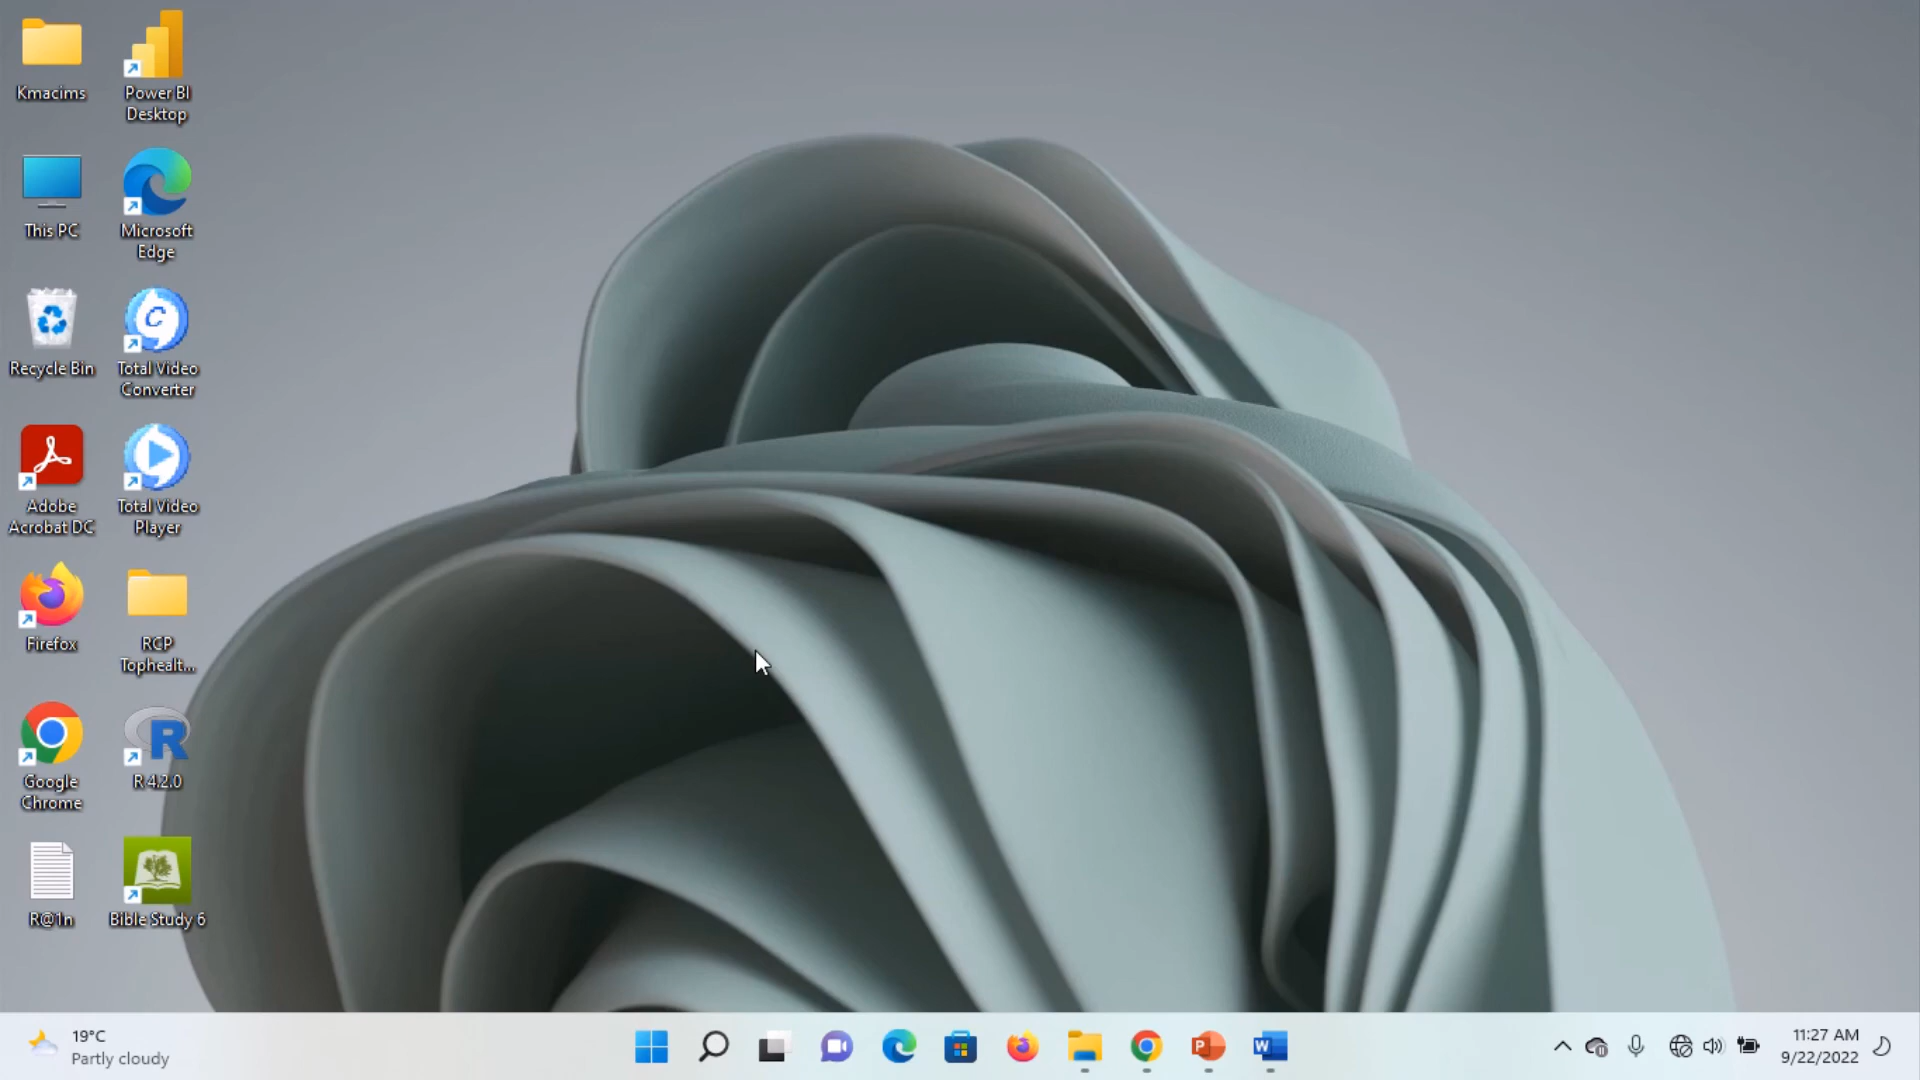 Kmacims
Power BI
Desktop
This PC
Microsoft
Edge
Recycle Bin
Total Video
Converter
Adobe
Acrobat DC
Total Video
Player
Firefox
RCP
Tophealt...
Google
Chrome
R 4.2.0
R@1n
Bible Study 6
19°C
Partly cloudy
11:27 AM
9/22/2022